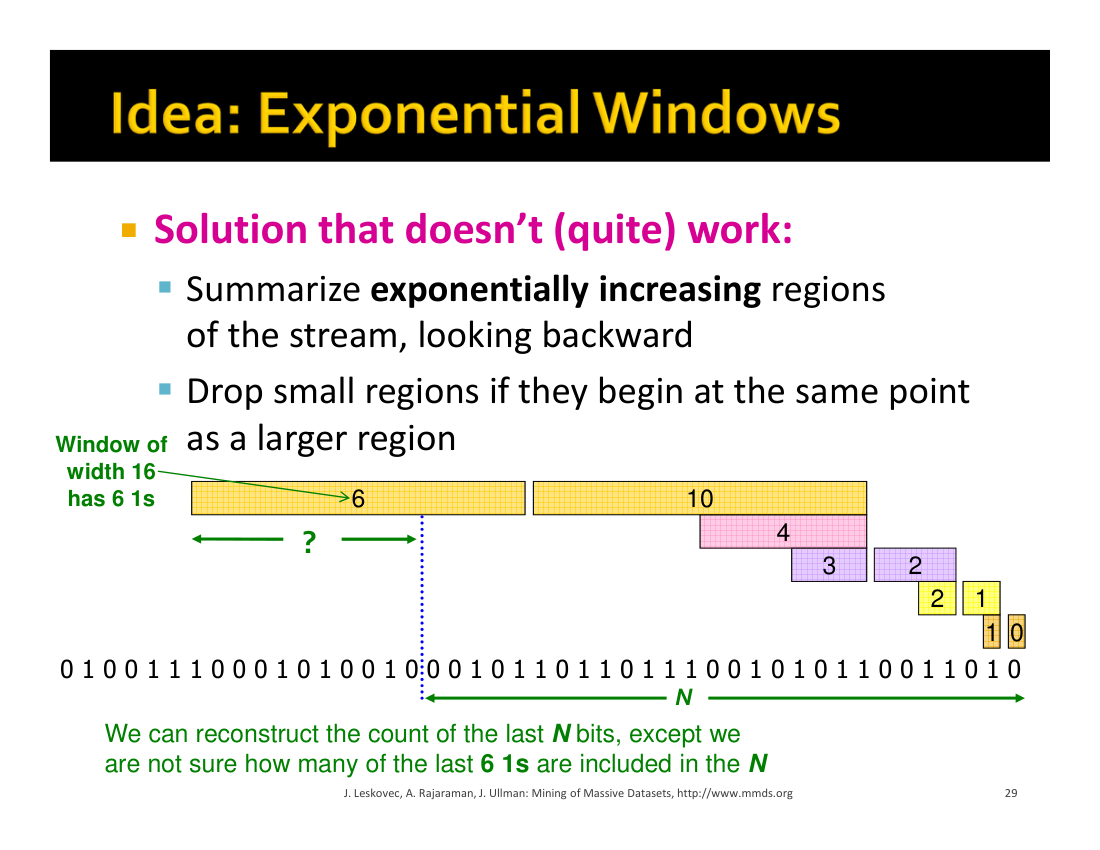 Idea: Exponential Windows
Solution that doesn’t (quite) work:
Summarize exponentially increasing regions
of the stream, looking backward
Drop small regions if they begin at the same point
as a larger region
Window of
width 16
has 6 1s
6 10
?
4
3 2
2 1
1 0
0 1 0 0 1 1 1 0 0 0 1 0 1 0 0 1 0 0 0 1 0 1 1 0 1 1 0 1 1 1 0 0 1 0 1 0 1 1 0 0 1 1 0 1 0
N
We can reconstruct the count of the last N bits, except we
are not sure how many of the last 6 1s are included in the N
J. Leskovec, A. Rajaraman, J. Ullman: Mining of Massive Datasets, http://www.mmds.org 29